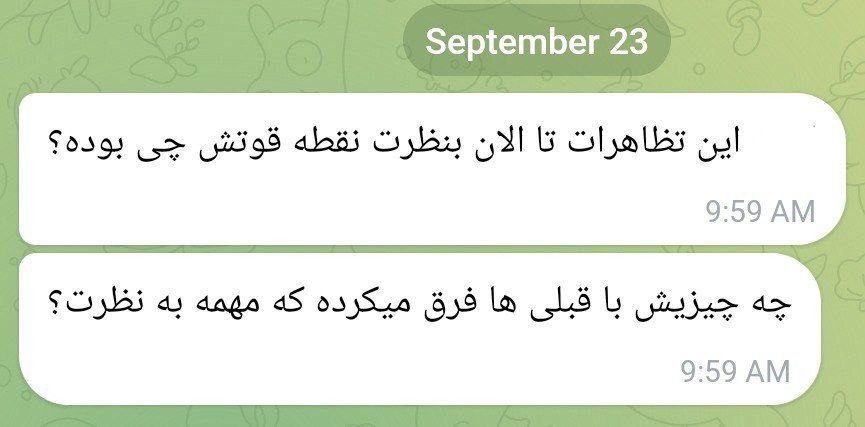 September 23
این تظاهرات تا الان بنظرت نقطه قوتش چی بوده؟
9:59 AM
چه چیزیش با قبلی ها فرق میکرده که مهمه به نظرت؟
9:59 AM